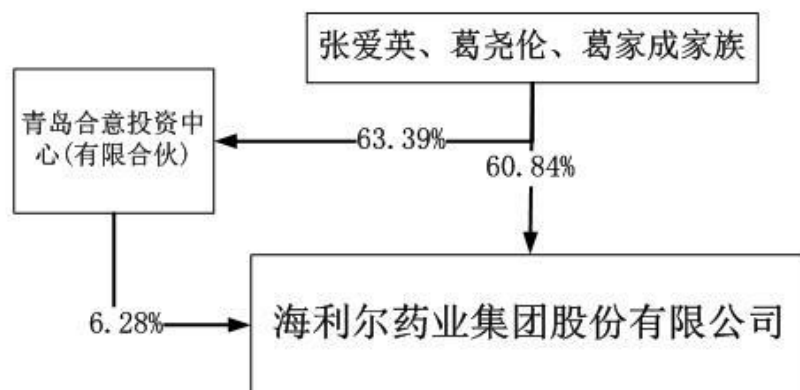 张爱英、葛尧伦、葛家成家族
青岛合意投资中
心(有限合伙)
63.39%
60.84%
6.28%
海利尔药业集团股份有限公司